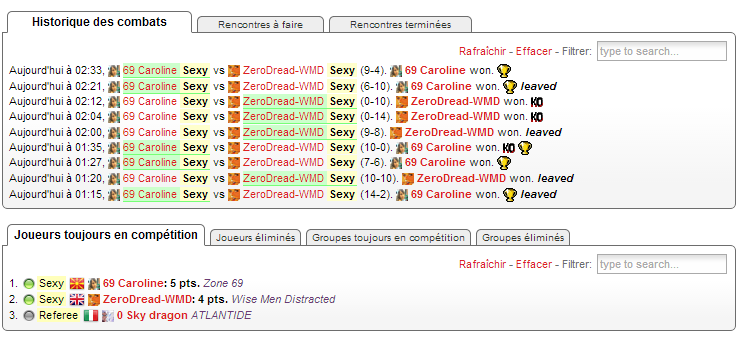 Historique des combats Rencontres à faire Rencontres terminées
Rafraîchir - Effacer - Filtrer: type to search...
Aujourd'hui à 02:33, 69 Caroline Sexy vs ZeroDread-WMD Sexy (9-4). 69 Caroline won.
Aujourd'hui à 02:21, 69 Caroline Sexy vs ZeroDread-WMD Sexy (6-10). 69 Caroline won. leaved
Aujourd'hui à 02:12, 69 Caroline Sexy vs ZeroDread-WMD Sexy (0-10). ZeroDread-WMD won. KO
Aujourd'hui à 02:04, 69 Caroline Sexy vs ZeroDread-WMD Sexy (0-14). ZeroDread-WMD won. KO
Aujourd'hui à 02:00, 69 Caroline Sexy vs ZeroDread-WMD Sexy (9-8). ZeroDread-WMD won. leaved
Aujourd'hui à 01:35, 69 Caroline Sexy vs ZeroDread-WMD Sexy (10-0). 69 Caroline won. KO
Aujourd'hui à 01:27, 69 Caroline Sexy vs ZeroDread-WMD Sexy (7-6). 69 Caroline won.
Aujourd'hui à 01:20, 69 Caroline Sexy vs ZeroDread-WMD Sexy (10-10). ZeroDread-WMD won. leaved
Aujourd'hui à 01:15, 69 Caroline Sexy vs ZeroDread-WMD Sexy (14-2). 69 Caroline won. leaved
Joueurs toujours en compétition Joueurs éliminés Groupes toujours en compétition Groupes éliminés
Rafraîchir - Effacer - Filtrer: type to search...
1. Sexy 69 Caroline: 5 pts. Zone 69
2. Sexy ZeroDread-WMD: 4 pts. Wise Men Distracted
3. Referee 0 Sky dragon ATLANTIDE